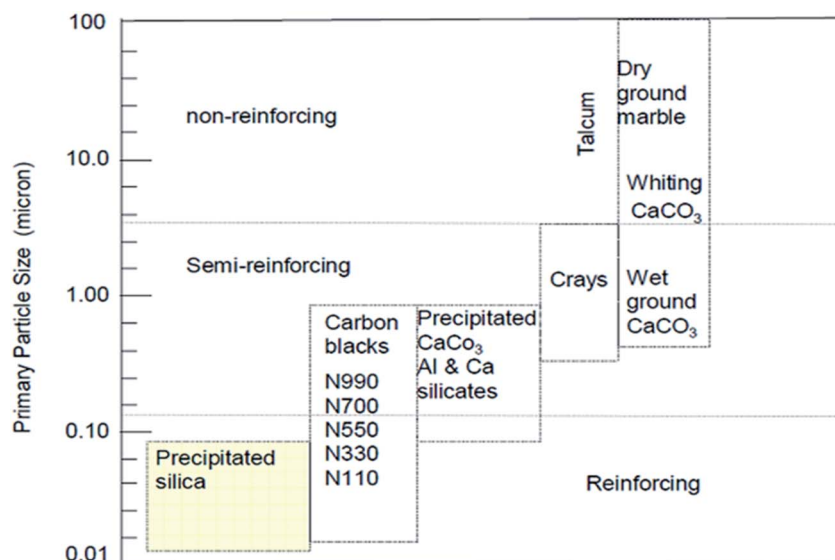 Primary Particle Size (micron)
100
10.0
1.00
0.10
0.01
non-reinforcing
Semi-reinforcing
Reinforcing
Precipitated
silica
Carbon
blacks
N990
N700
N550
N330
N110
Precipitated
CaCo₃
Al & Ca
silicates
Crays
Talcum
Dry
ground
marble
Whiting
CaCO₃
Wet
ground
CaCO₃